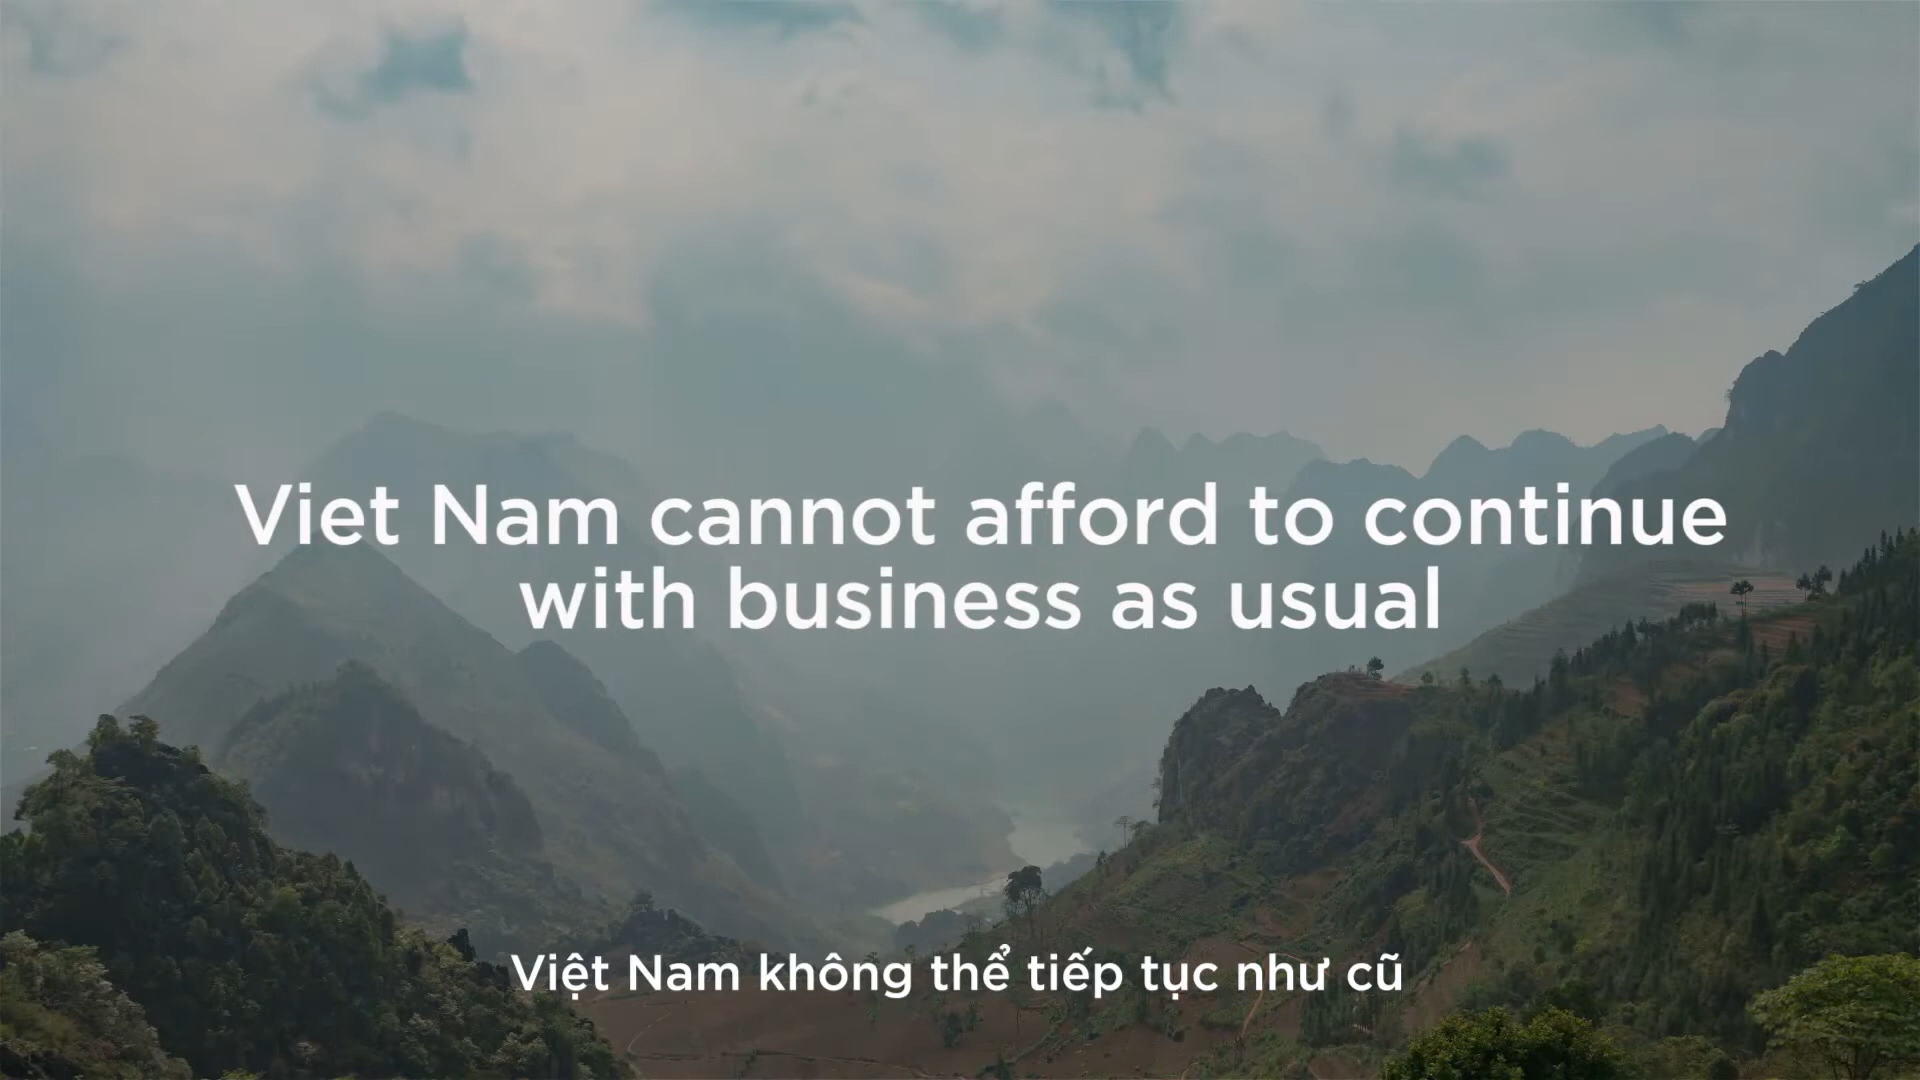 Viet Nam cannot afford to continue
with business as usual
Việt Nam không thể tiếp tục như cũ